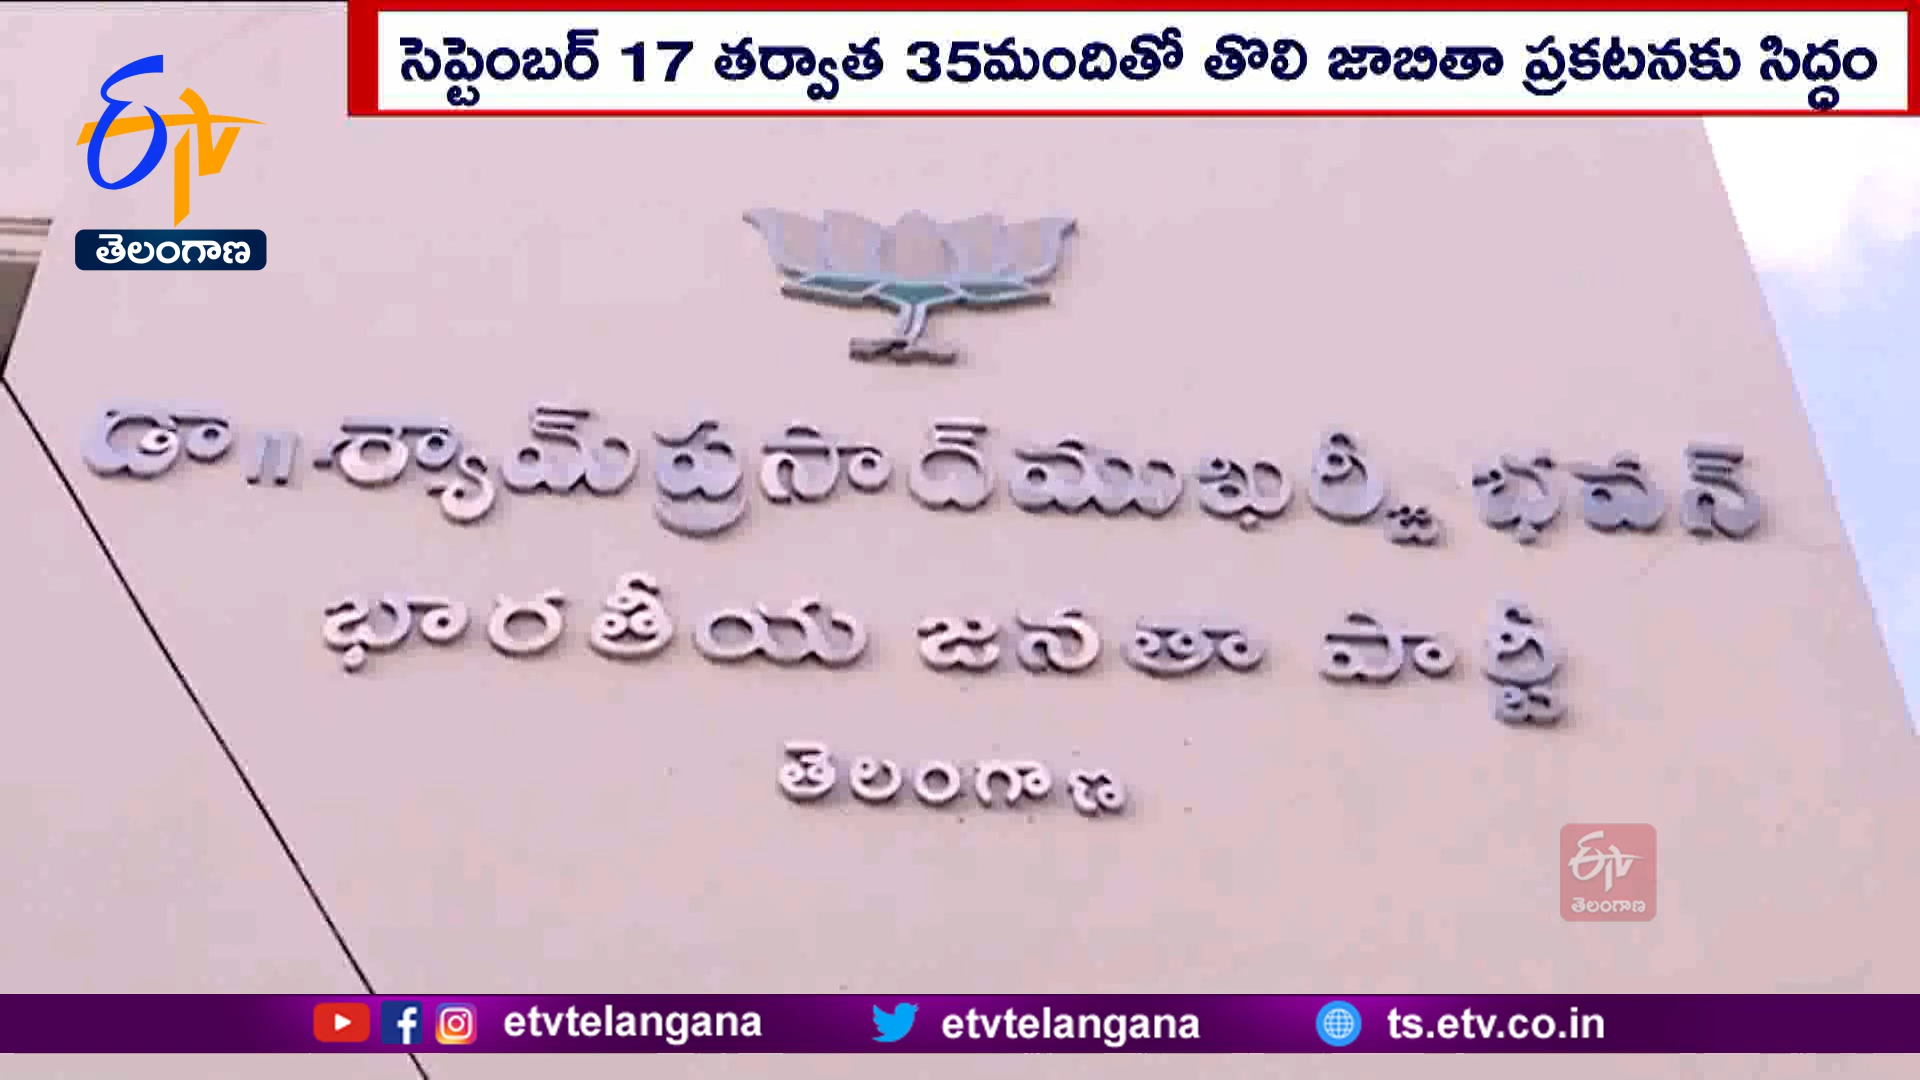 సెప్టెంబర్ 17 తర్వాత 35మందితో తొలి జాబితా ప్రకటనకు సిద్ధం
ETV
తెలంగాణ
డా॥శ్యామ్‌ప్రసాద్‌ముఖర్జీ భవన్
భారతీయ జనతా పార్టీ
తెలంగాణ
ETV
తెలంగాణ
etvtelangana etvtelangana ts.etv.co.in